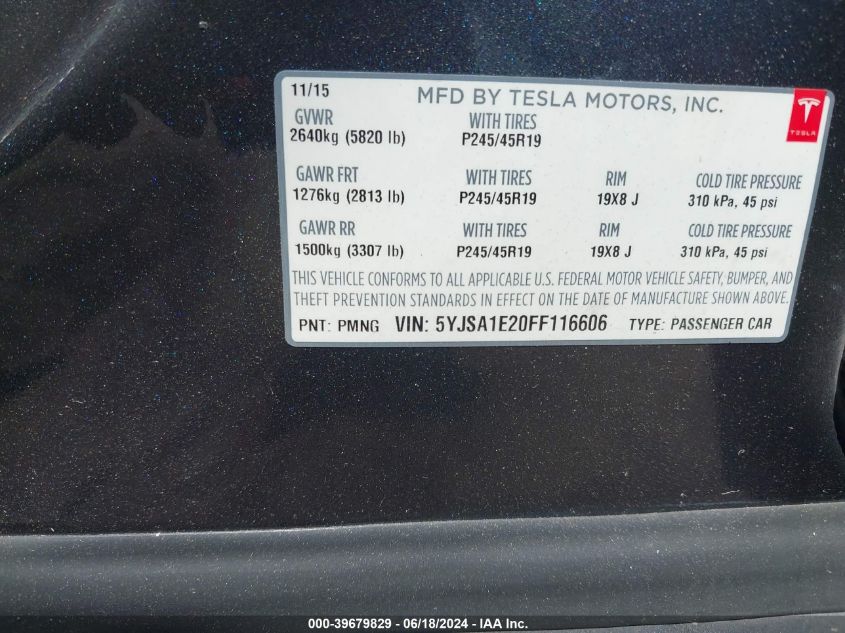 11/15 MFD BY TESLA MOTORS, INC.
TESLA
GVWR WITH TIRES
2640kg (5820 lb) P245/45R19
GAWR FRT WITH TIRES RIM COLD TIRE PRESSURE
1276kg (2813 lb) P245/45R19 19X8 J 310 kPa, 45 psi
GAWR RR WITH TIRES RIM COLD TIRE PRESSURE
1500kg (3307 lb) P245/45R19 19X8 J 310 kPa, 45 psi
THIS VEHICLE CONFORMS TO ALL APPLICABLE U.S. FEDERAL MOTOR VEHICLE SAFETY, BUMPER, AND
THEFT PREVENTION STANDARDS IN EFFECT ON THE DATE OF MANUFACTURE SHOWN ABOVE.
PNT: PMNG VIN: 5YJSA1E20FF116606 TYPE: PASSENGER CAR
000-39679829 - 06/18/2024 - IAA Inc.